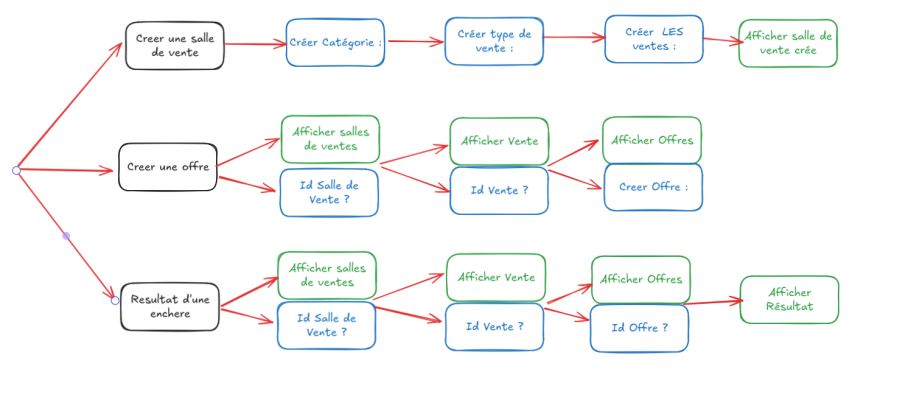 Creer une salle
de vente
Créer Catégorie :
Créer type de
vente :
Créer LES
ventes :
Afficher salle de
vente crée
Creer une offre
Afficher salles
de ventes
Id Salle de
Vente ?
Afficher Vente
Id Vente ?
Afficher Offres
Creer Offre :
Resultat d'une
enchere
Afficher salles
de ventes
Id Salle de
Vente ?
Afficher Vente
Id Vente ?
Afficher Offres
Id Offre ?
Afficher
Résultat